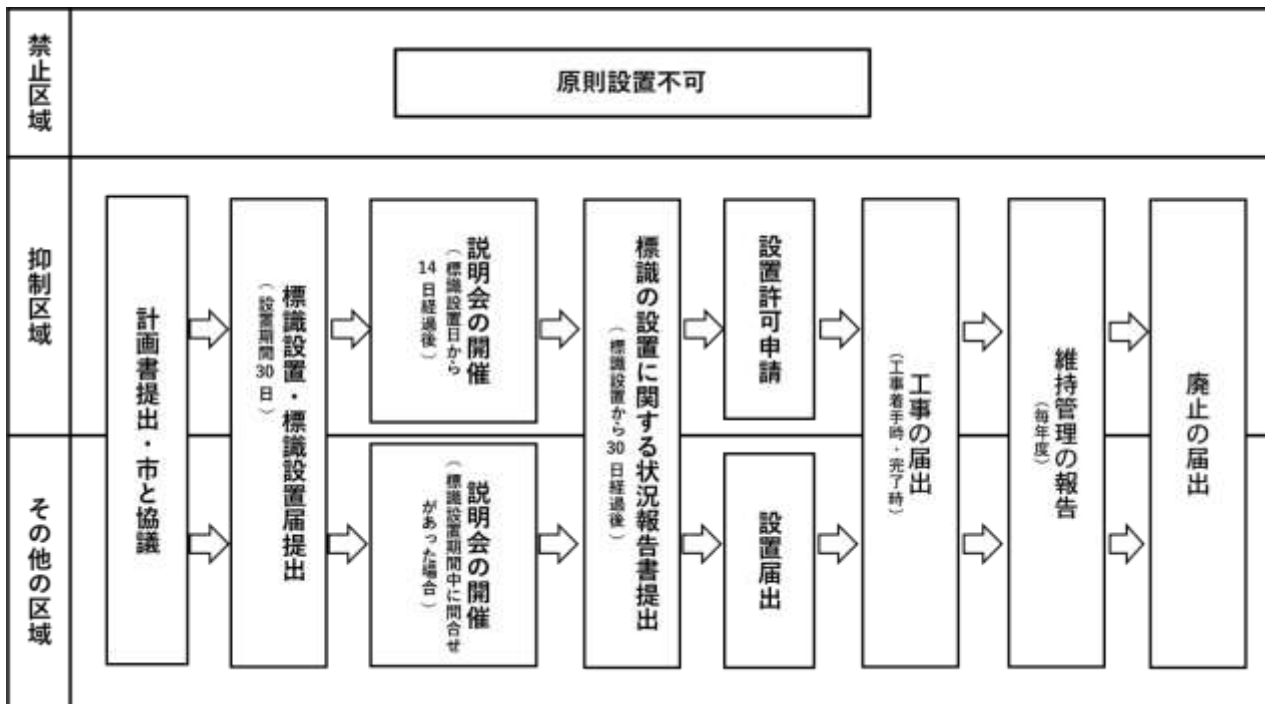 禁止区域
原則設置不可
抑制区域
その他の区域
計画書提出・市と協議
標識設置・標識設置届提出
(設置期間30日)
説明会の開催
(標識設置日から
14日経過後)
説明会の開催
(標識設置期間中に問合せ
があった場合)
標識の設置に関する状況報告書提出
(標識設置から30日経過後)
設置許可申請
設置届出
工事の届出
(工事着手時・完了時)
維持管理の報告
(毎年度)
廃止の届出